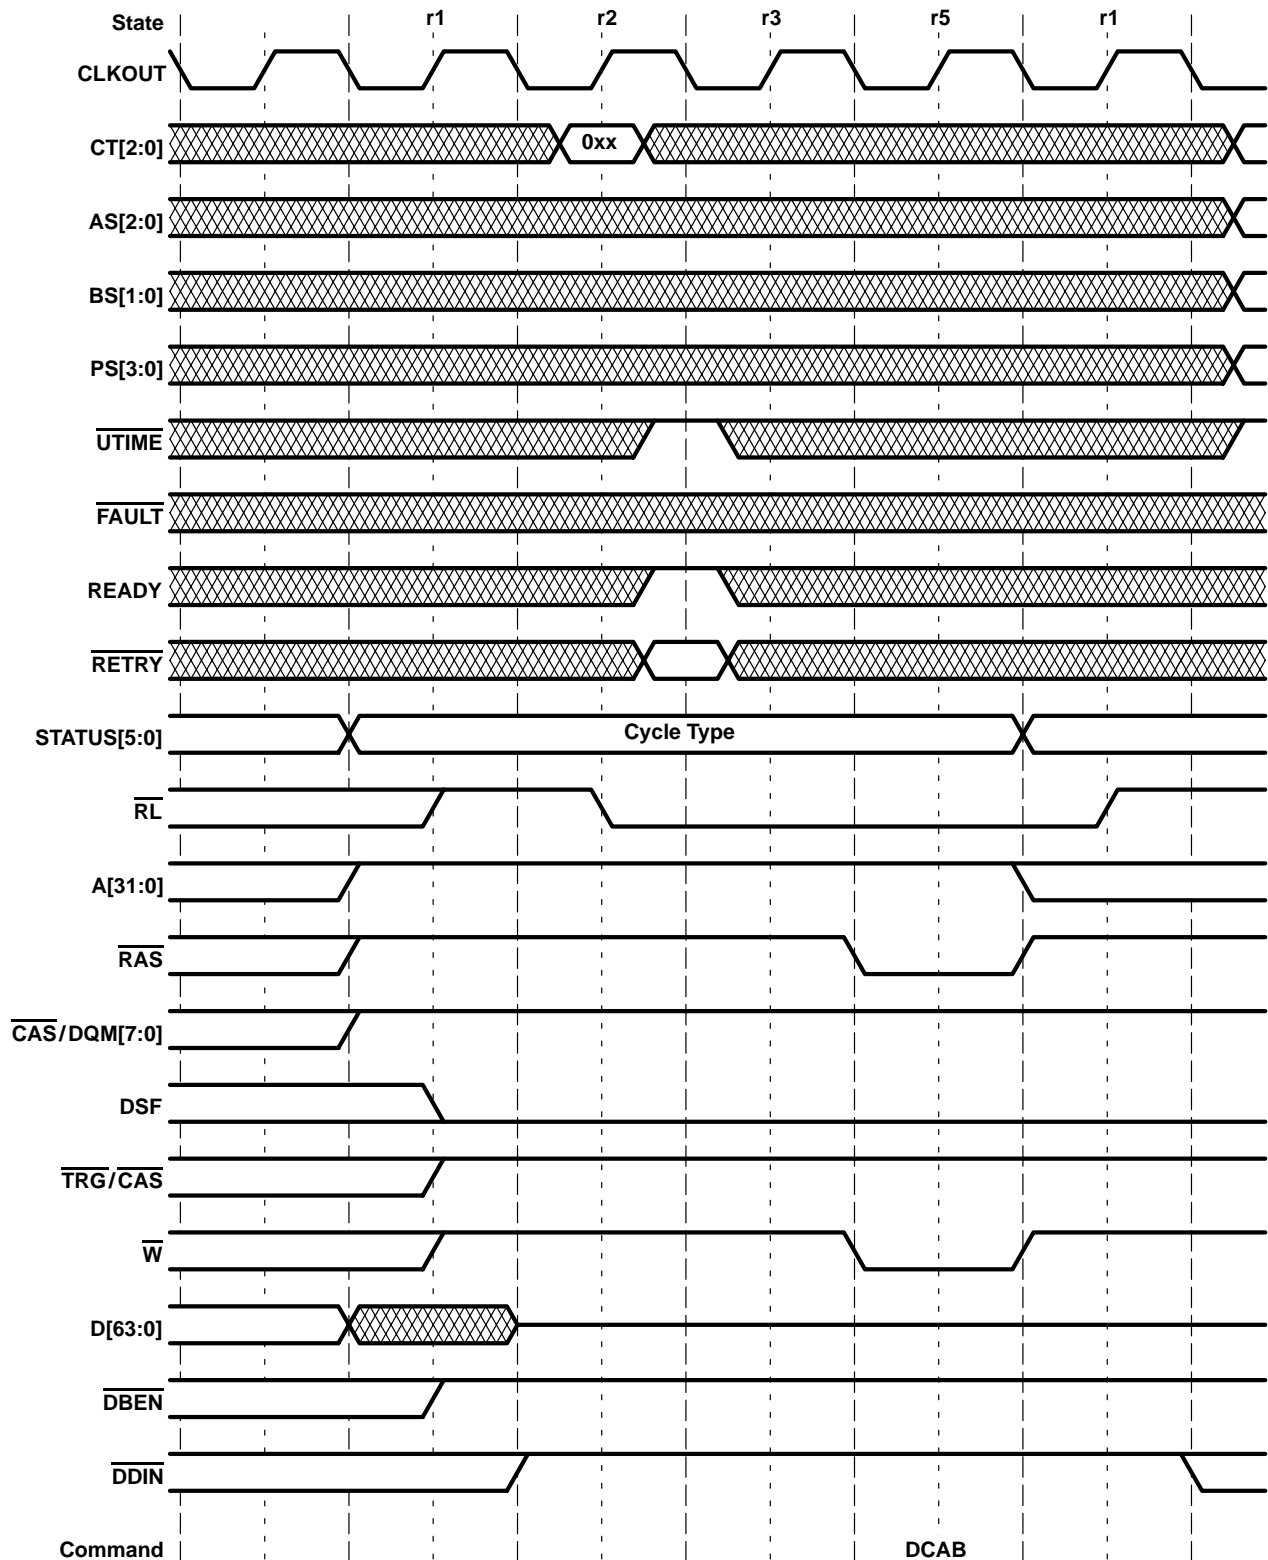 State r1 r2 r3 r5 r1
CLKOUT
CT[2:0] 0xx
AS[2:0]
BS[1:0]
PS[3:0]
UTIME
FAULT
READY
RETRY
STATUS[5:0] Cycle Type
RL
A[31:0]
RAS
CAS/DQM[7:0]
DSF
TRG/CAS
W
D[63:0]
DBEN
DDIN
Command DCAB